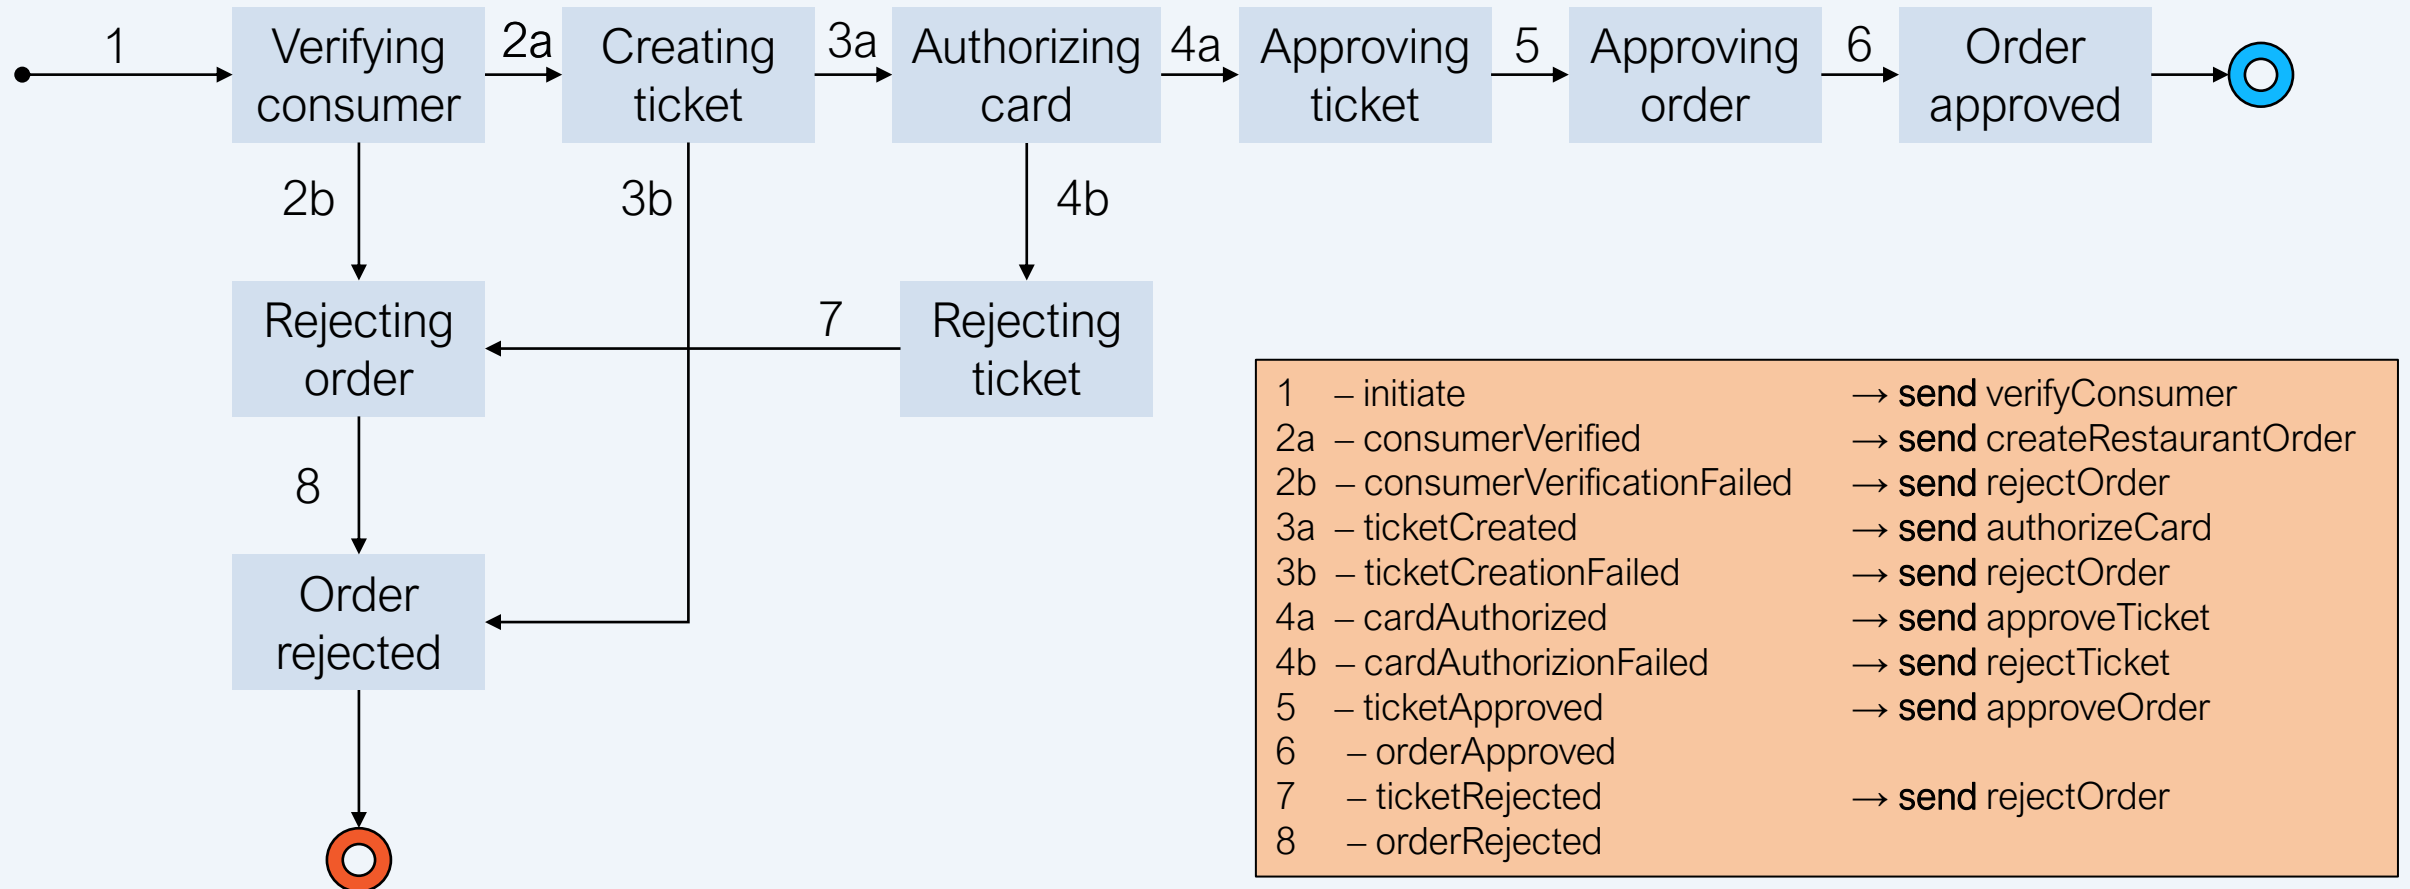 1
Verifying
consumer
2a
Creating
ticket
3a
Authorizing
card
4a
Approving
ticket
5
Approving
order
6
Order
approved
2b
3b
4b
Rejecting
order
7
Rejecting
ticket
8
Order
rejected
1 – initiate → send verifyConsumer
2a – consumerVerified → send createRestaurantOrder
2b – consumerVerificationFailed → send rejectOrder
3a – ticketCreated → send authorizeCard
3b – ticketCreationFailed → send rejectOrder
4a – cardAuthorized → send approveTicket
4b – cardAuthorizionFailed → send rejectTicket
5 – ticketApproved → send approveOrder
6 – orderApproved
7 – ticketRejected → send rejectOrder
8 – orderRejected